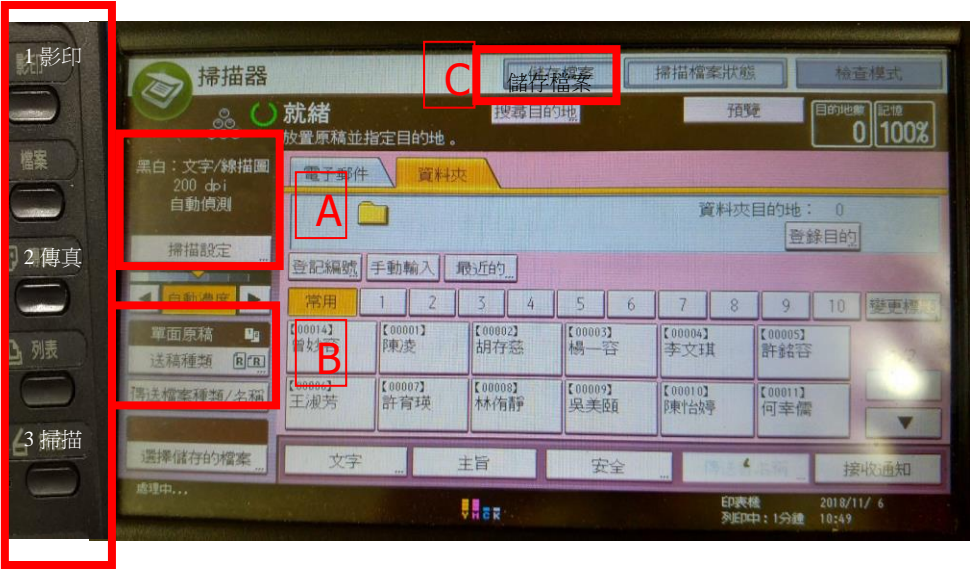 1 影印
影印
檔案
2 傳真
列表
3 掃描
掃描器
C
儲存檔案
儲存檔案
掃描檔案狀態
檢查模式
就緒
搜尋目的地
預覽
目的地數
0
記憶
100%
放置原稿並指定目的地。
黑白：文字/線描圖
200 dpi
自動偵測
掃描設定
電子郵件
資料夾
A
資料夾目的地： 0
登錄目的
登記編號
手動輸入
最近的
自動濃度
常用
1
2
3
4
5
6
7
8
9
10
變更標題
單面原稿
送稿種類
傳送檔案種類/名稱
B
【00014】
【00001】
陳淩
【00002】
胡存慈
【00003】
楊一容
【00004】
李文琪
【00005】
許銘容
王淑芳
【00007】
許育瑛
【00008】
林侑靜
【00009】
吳美頤
【00010】
陳怡婷
【00011】
何幸儒
選擇儲存的檔案
文字
主旨
安全
接收通知
處理中...
Y M C K
印表機
列印中：1分鐘
2018/11/ 6
10:49